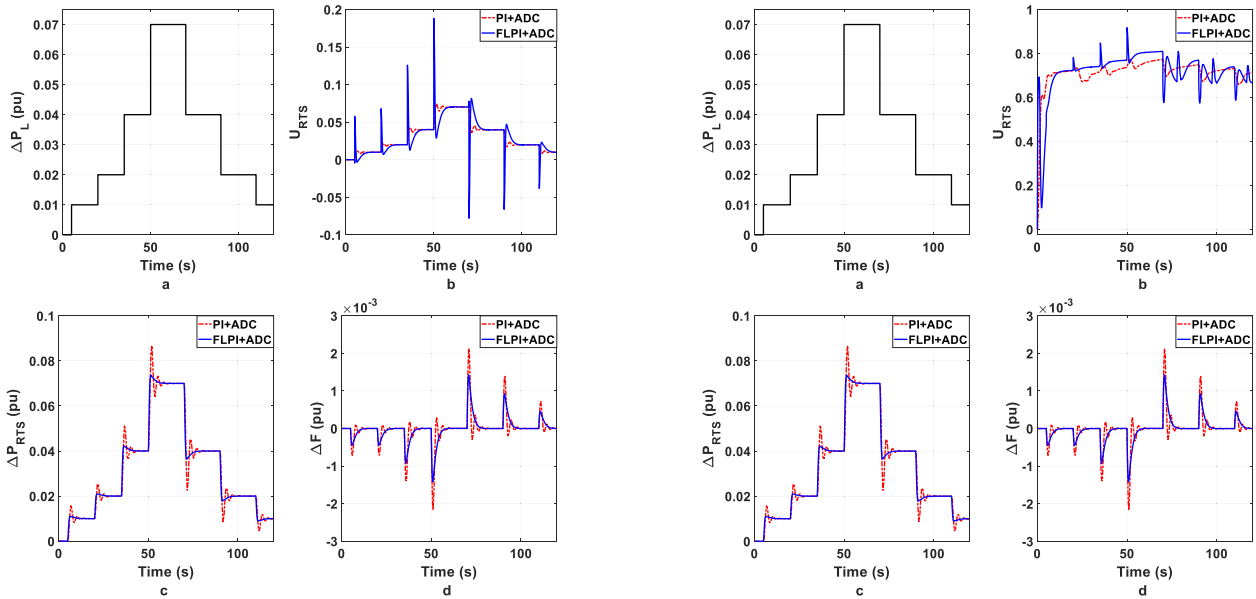 0.07
0.06
0.05
0.04
0.03
0.02
0.01
0
ΔP_L (pu)
0 50 100
Time (s)
a
0.2
0.15
0.1
0.05
0
-0.05
-0.1
U_RTS
PI+ADC
FLPI+ADC
0 50 100
Time (s)
b
0.07
0.06
0.05
0.04
0.03
0.02
0.01
0
ΔP_L (pu)
0 50 100
Time (s)
a
1
0.8
0.6
0.4
0.2
0
U_RTS
PI+ADC
FLPI+ADC
0 50 100
Time (s)
b
0.1
0.08
0.06
0.04
0.02
0
ΔP_RTS (pu)
PI+ADC
FLPI+ADC
0 50 100
Time (s)
c
×10^-3
3
2
1
0
-1
-2
-3
ΔF (pu)
PI+ADC
FLPI+ADC
0 50 100
Time (s)
d
0.1
0.08
0.06
0.04
0.02
0
ΔP_RTS (pu)
PI+ADC
FLPI+ADC
0 50 100
Time (s)
c
×10^-3
3
2
1
0
-1
-2
-3
ΔF (pu)
PI+ADC
FLPI+ADC
0 50 100
Time (s)
d